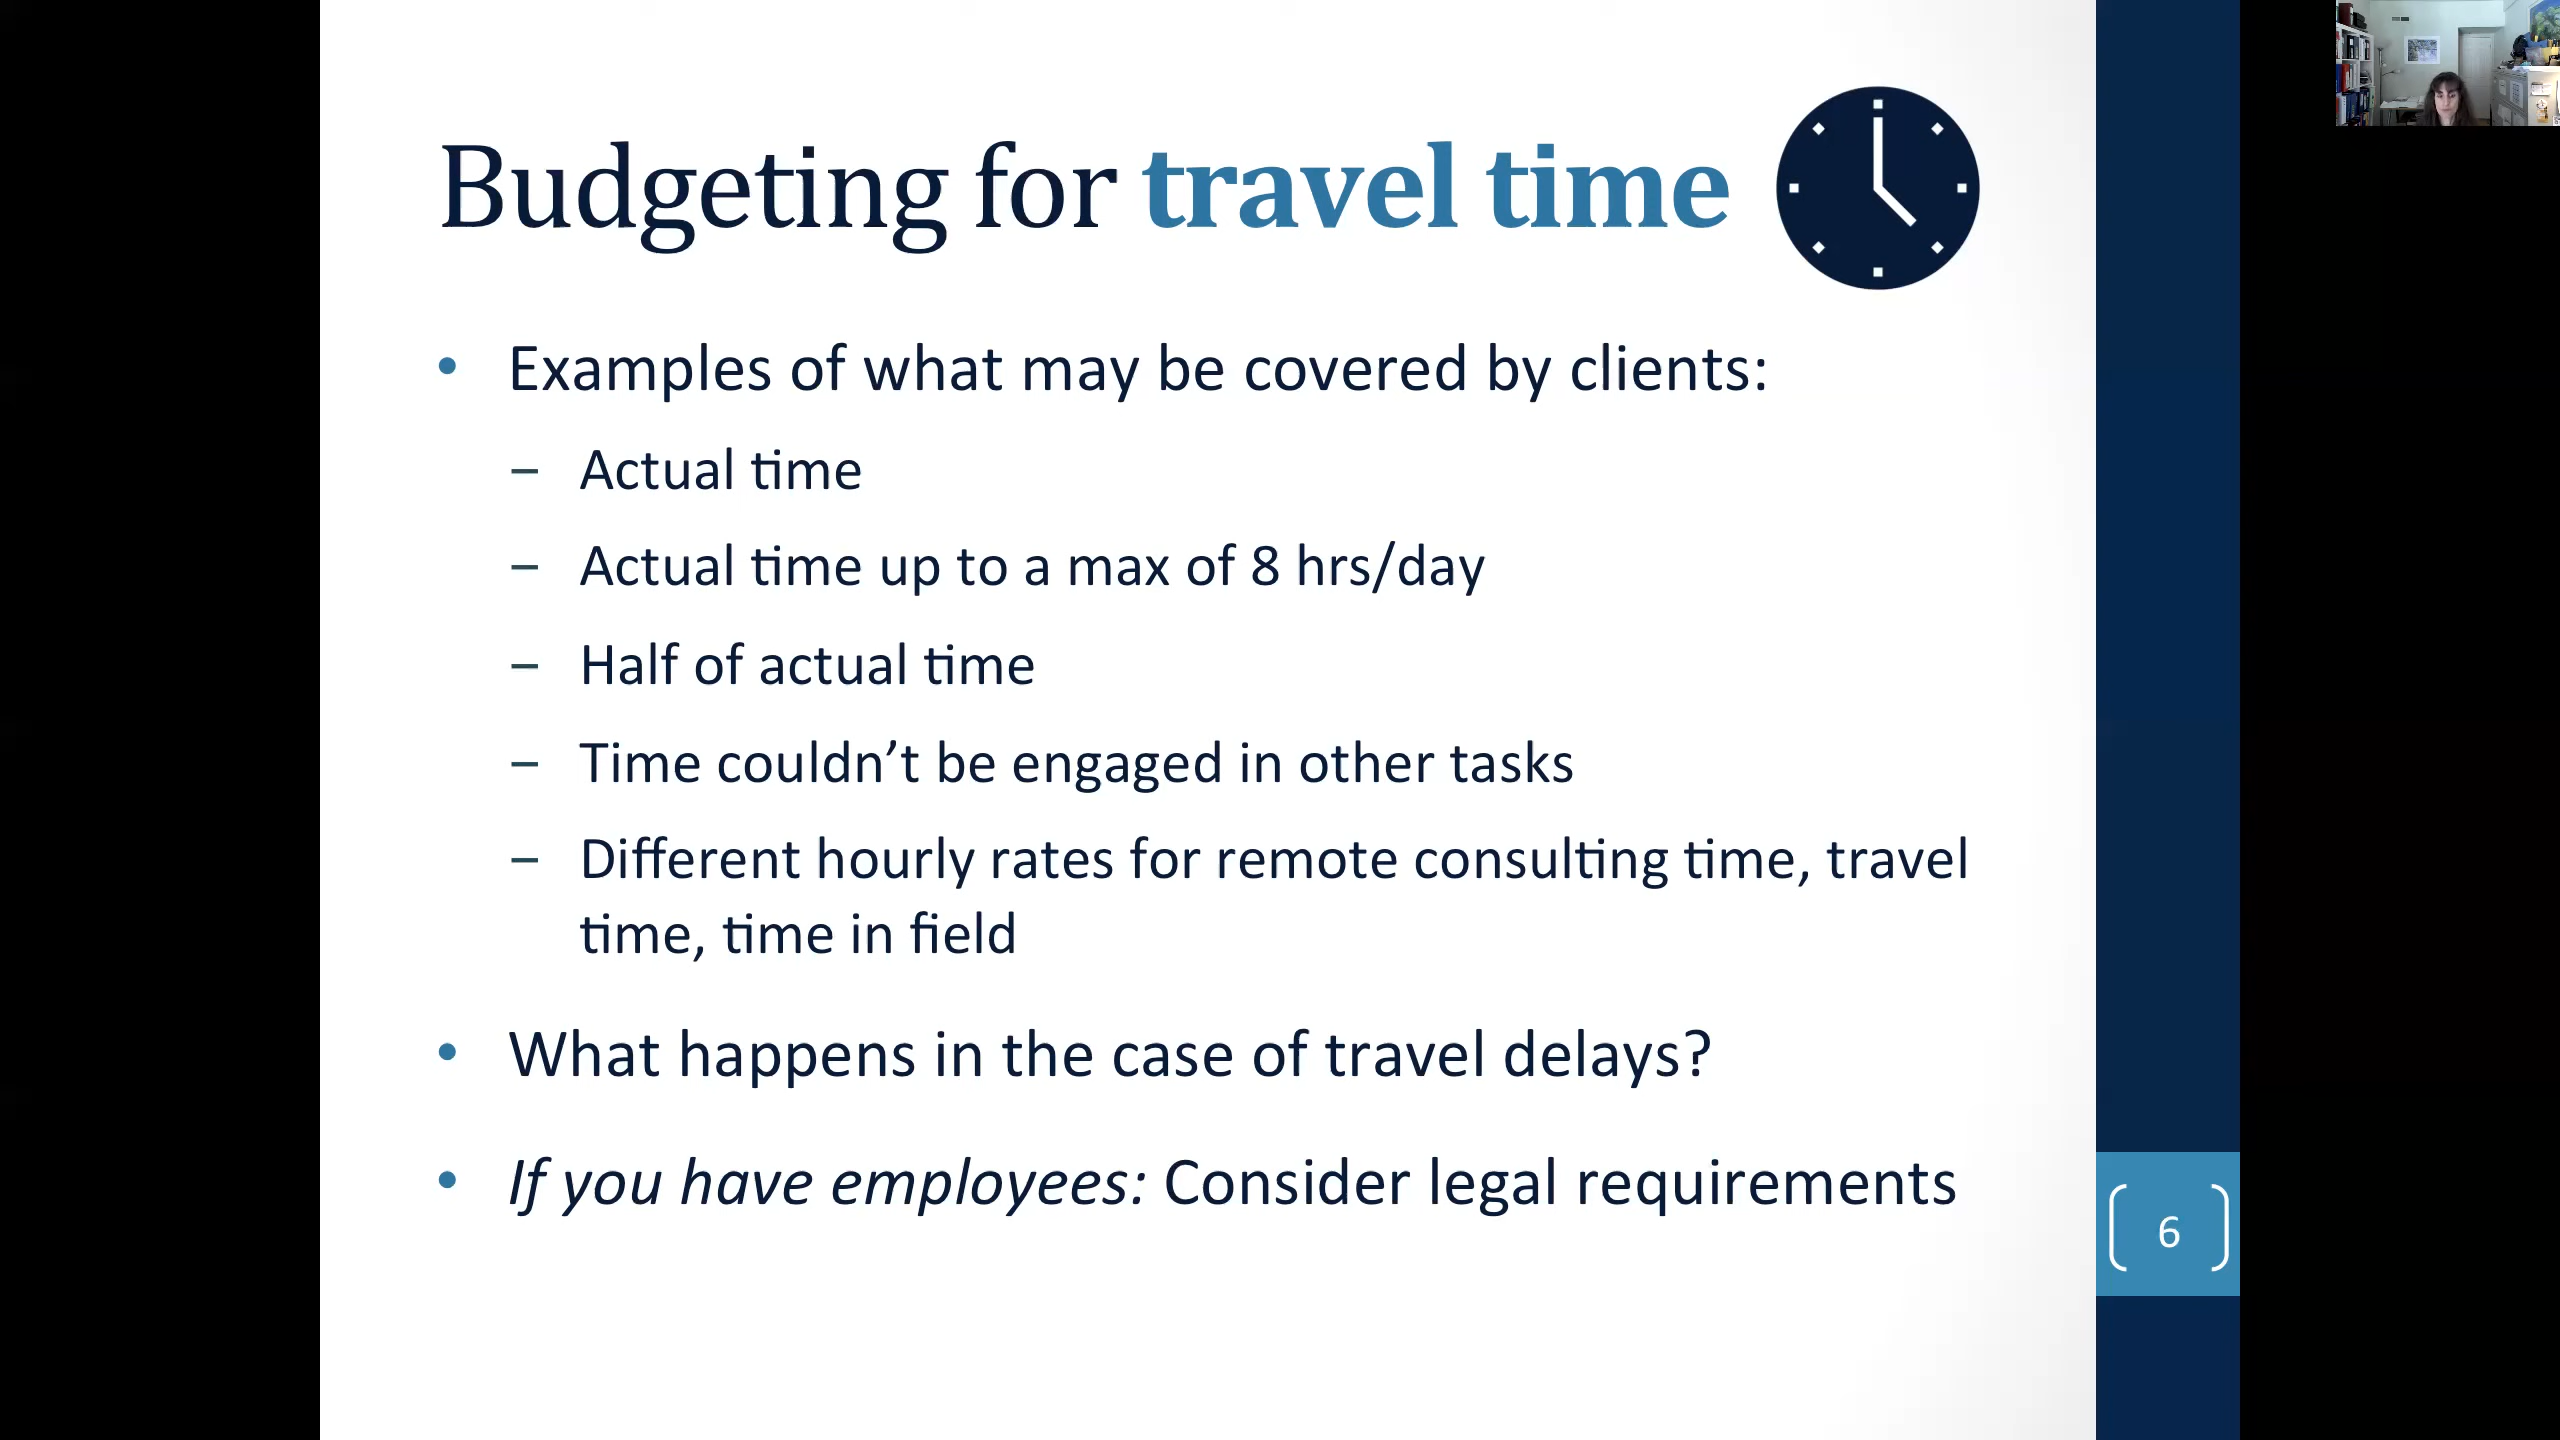 Budgeting for travel time
• Examples of what may be covered by clients:
– Actual time
– Actual time up to a max of 8 hrs/day
– Half of actual time
– Time couldn’t be engaged in other tasks
– Different hourly rates for remote consulting time, travel
time, time in field
• What happens in the case of travel delays?
• If you have employees: Consider legal requirements
6